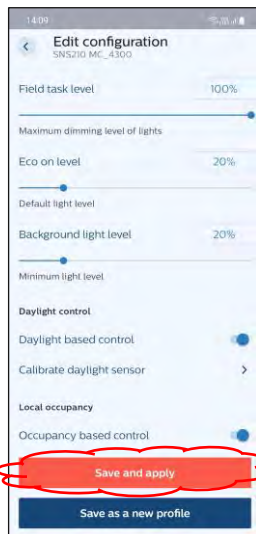 14:09
Edit configuration
SNS210 MC_4300
Field task level 100%
Maximum dimming level of lights
Eco on level 20%
Default light level
Background light level 20%
Minimum light level
Daylight control
Daylight based control
Calibrate daylight sensor
Local occupancy
Occupancy based control
Save and apply
Save as a new profile